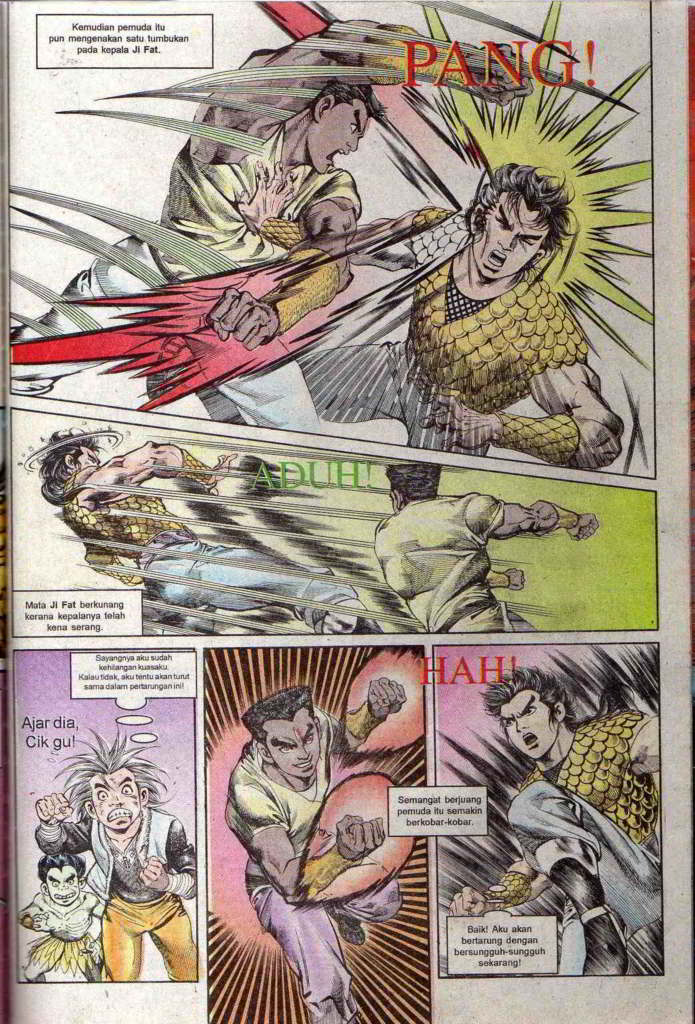 Kemudian pemuda itu
pun mengenakan satu tumbukan
pada kepala Ji Fat.
PANG!
ADUH!
Mata Ji Fat berkunang
kerana kepalanya telah
kena serang.
Sayangnya aku sudah
kehilangan kuasaku.
Kalau tidak, aku tentu akan turut
sama dalam pertarungan ini!
Ajar dia,
Cik gu!
HAH!
Semangat berjuang
pemuda itu semakin
berkobar-kobar.
Baik! Aku akan
bertarung dengan
bersungguh-sungguh
sekarang!